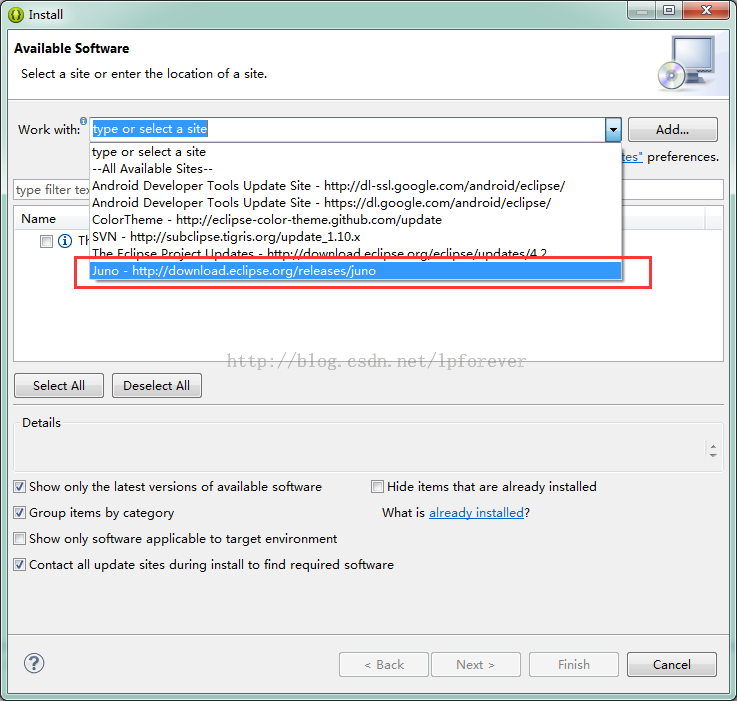 Install
Available Software
Select a site or enter the location of a site.
Work with: type or select a site Add...
type or select a site
tes" preferences.
--All Available Sites--
Android Developer Tools Update Site - http://dl-ssl.google.com/android/eclipse/
type filter te
Android Developer Tools Update Site - https://dl.google.com/android/eclipse/
Name
ColorTheme - http://eclipse-color-theme.github.com/update
SVN - http://subclipse.tigris.org/update_1.10.x
Th
The Eclipse Project Updates - http://download.eclipse.org/eclipse/updates/4.2
Juno - http://download.eclipse.org/releases/juno
http://blog.csdn.net/lpforever
Select All Deselect All
Details
Show only the latest versions of available software Hide items that are already installed
Group items by category What is already installed?
Show only software applicable to target environment
Contact all update sites during install to find required software
? < Back Next > Finish Cancel